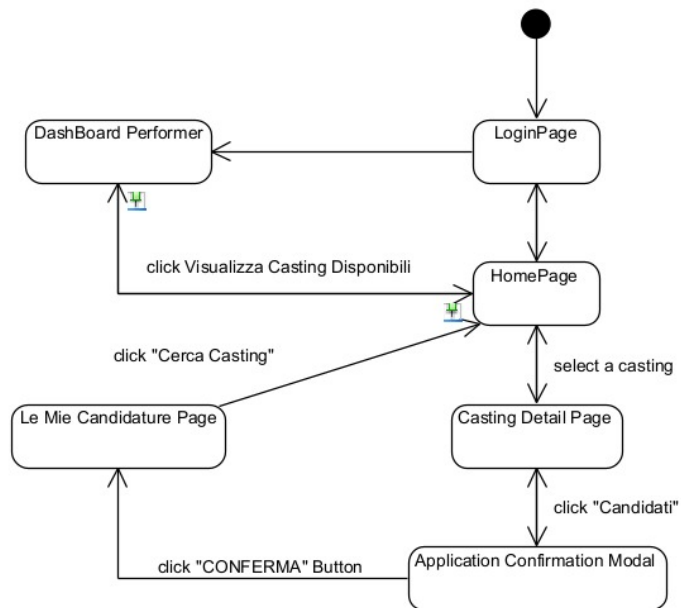 DashBoard Performer
LoginPage
click Visualizza Casting Disponibili
HomePage
click "Cerca Casting"
select a casting
Le Mie Candidature Page
Casting Detail Page
click "Candidati"
click "CONFERMA" Button
Application Confirmation Modal